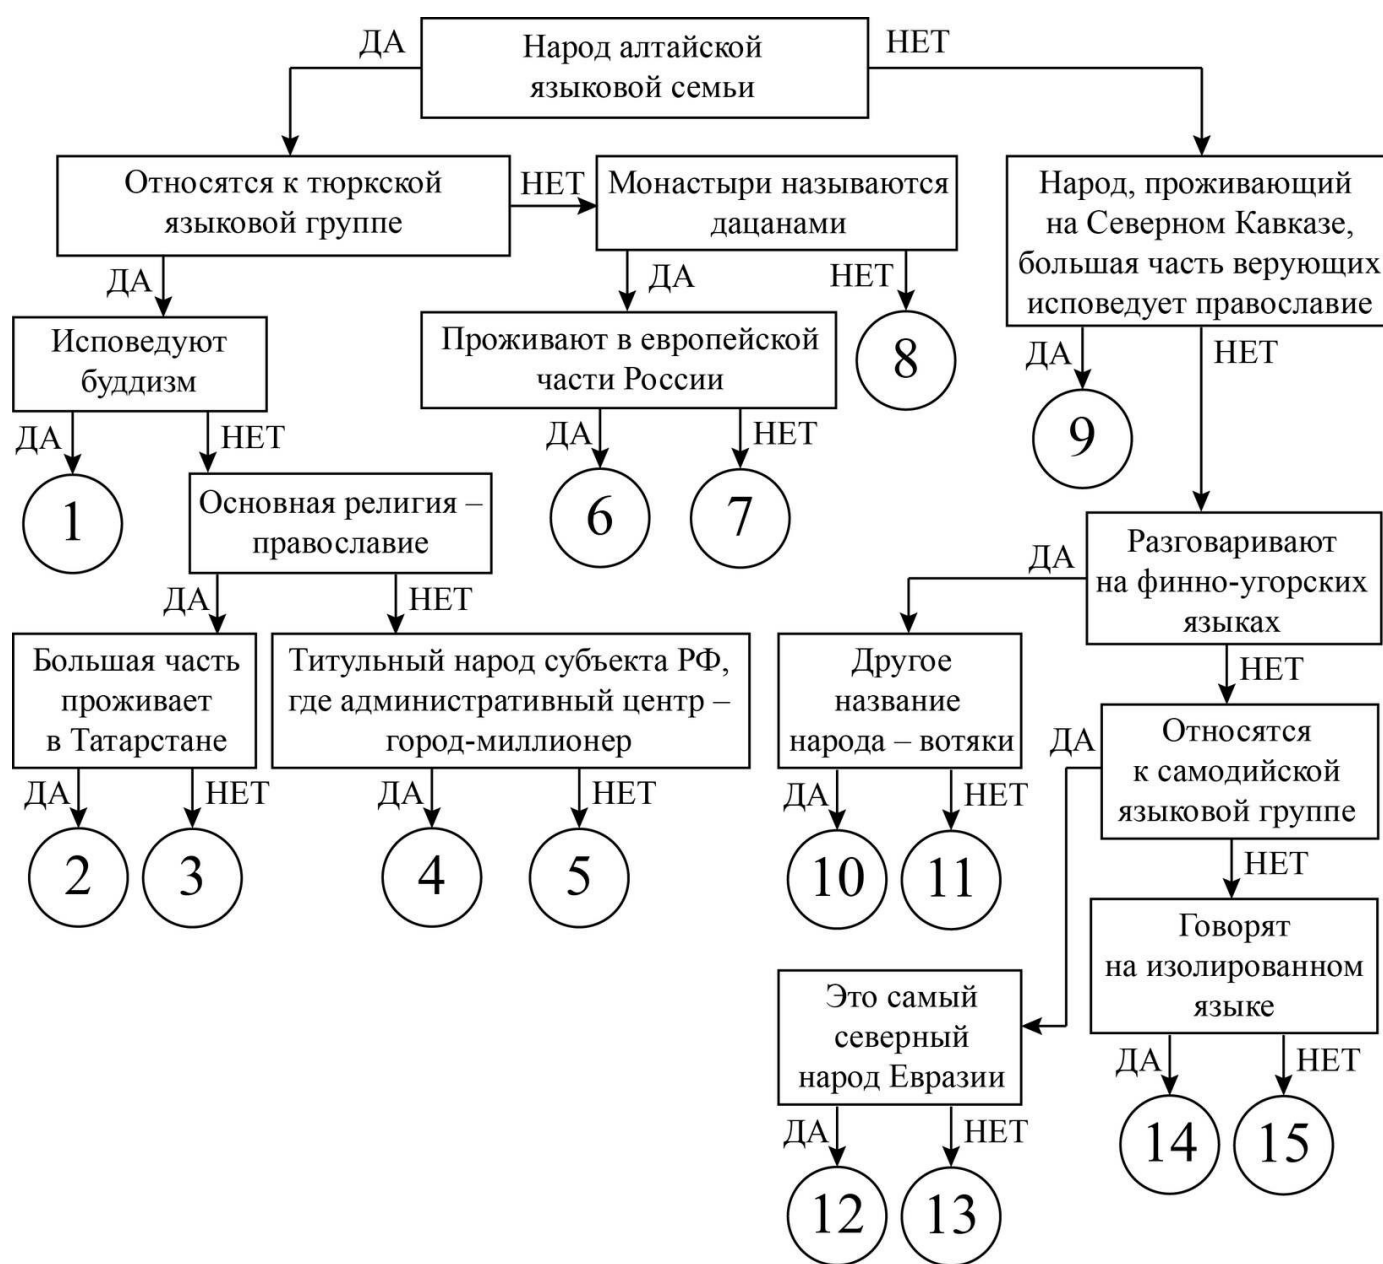 ДА
Народ алтайской
языковой семьи
НЕТ
Относятся к тюркской
языковой группе
НЕТ
Монастыри называются
дацанами
Народ, проживающий
на Северном Кавказе,
большая часть верующих
исповедует православие
ДА
ДА
НЕТ
Исповедуют
буддизм
Проживают в европейской
части России
8
ДА
НЕТ
ДА
НЕТ
ДА
НЕТ
9
1
Основная религия –
православие
6
7
Разговаривают
на финно-угорских
языках
ДА
ДА
НЕТ
Большая часть
проживает
в Татарстане
Титульный народ субъекта РФ,
где административный центр –
город-миллионер
Другое
название
народа – вотяки
НЕТ
Относятся
к самодийской
языковой группе
ДА
ДА
НЕТ
ДА
НЕТ
ДА
НЕТ
2
3
4
5
10
11
НЕТ
Говорят
на изолированном
языке
Это самый
северный
народ Евразии
ДА
НЕТ
ДА
НЕТ
14
15
12
13